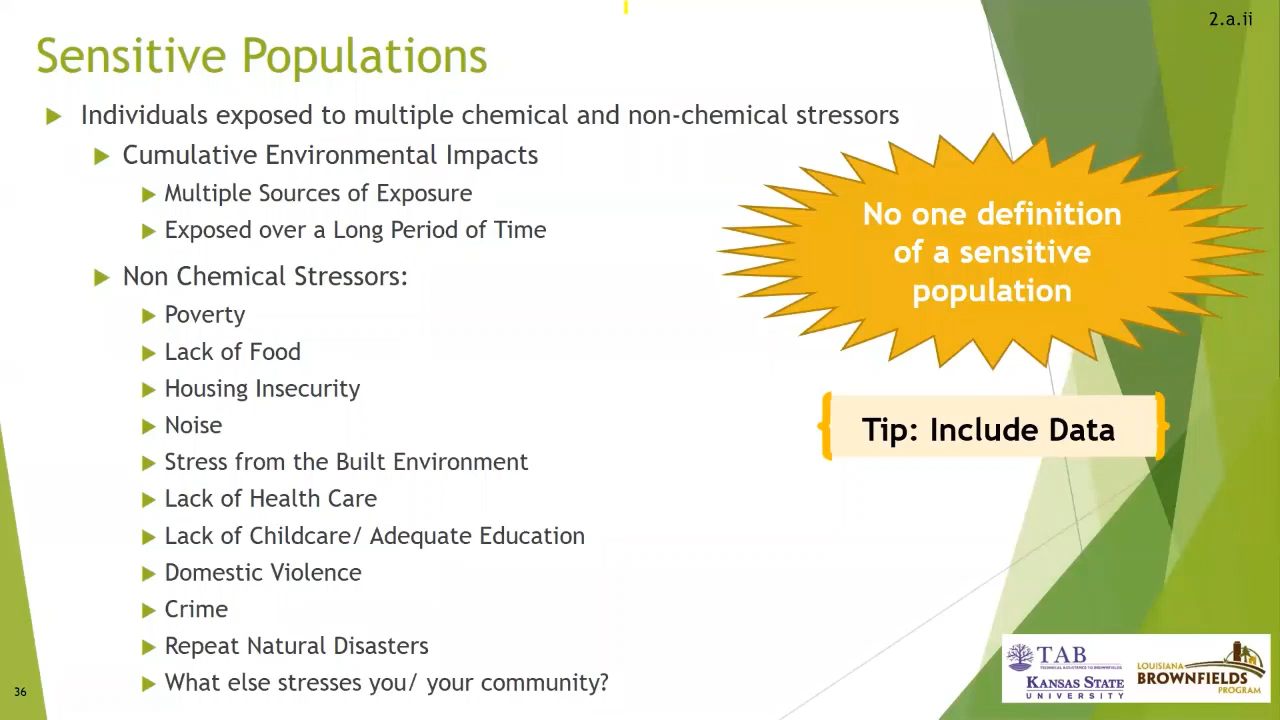 2.a.ii
Sensitive Populations
Individuals exposed to multiple chemical and non-chemical stressors
Cumulative Environmental Impacts
Multiple Sources of Exposure
Exposed over a Long Period of Time
Non Chemical Stressors:
Poverty
Lack of Food
Housing Insecurity
Noise
Stress from the Built Environment
Lack of Health Care
Lack of Childcare/ Adequate Education
Domestic Violence
Crime
Repeat Natural Disasters
What else stresses you/ your community?
No one definition
of a sensitive
population
Tip: Include Data
36
TAB
TECHNICAL ASSISTANCE TO BROWNFIELDS
KANSAS STATE
UNIVERSITY
LOUISIANA
BROWNFIELDS
PROGRAM